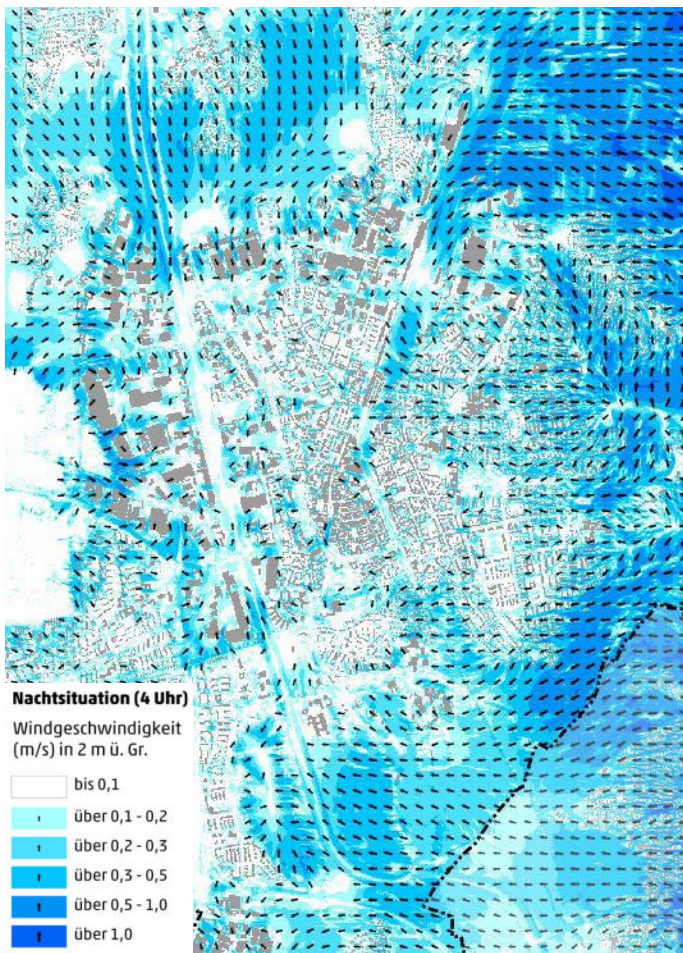 Nachtsituation (4 Uhr)
Windgeschwindigkeit
(m/s) in 2 m ü. Gr.
bis 0,1
über 0,1 - 0,2
über 0,2 - 0,3
über 0,3 - 0,5
über 0,5 - 1,0
über 1,0